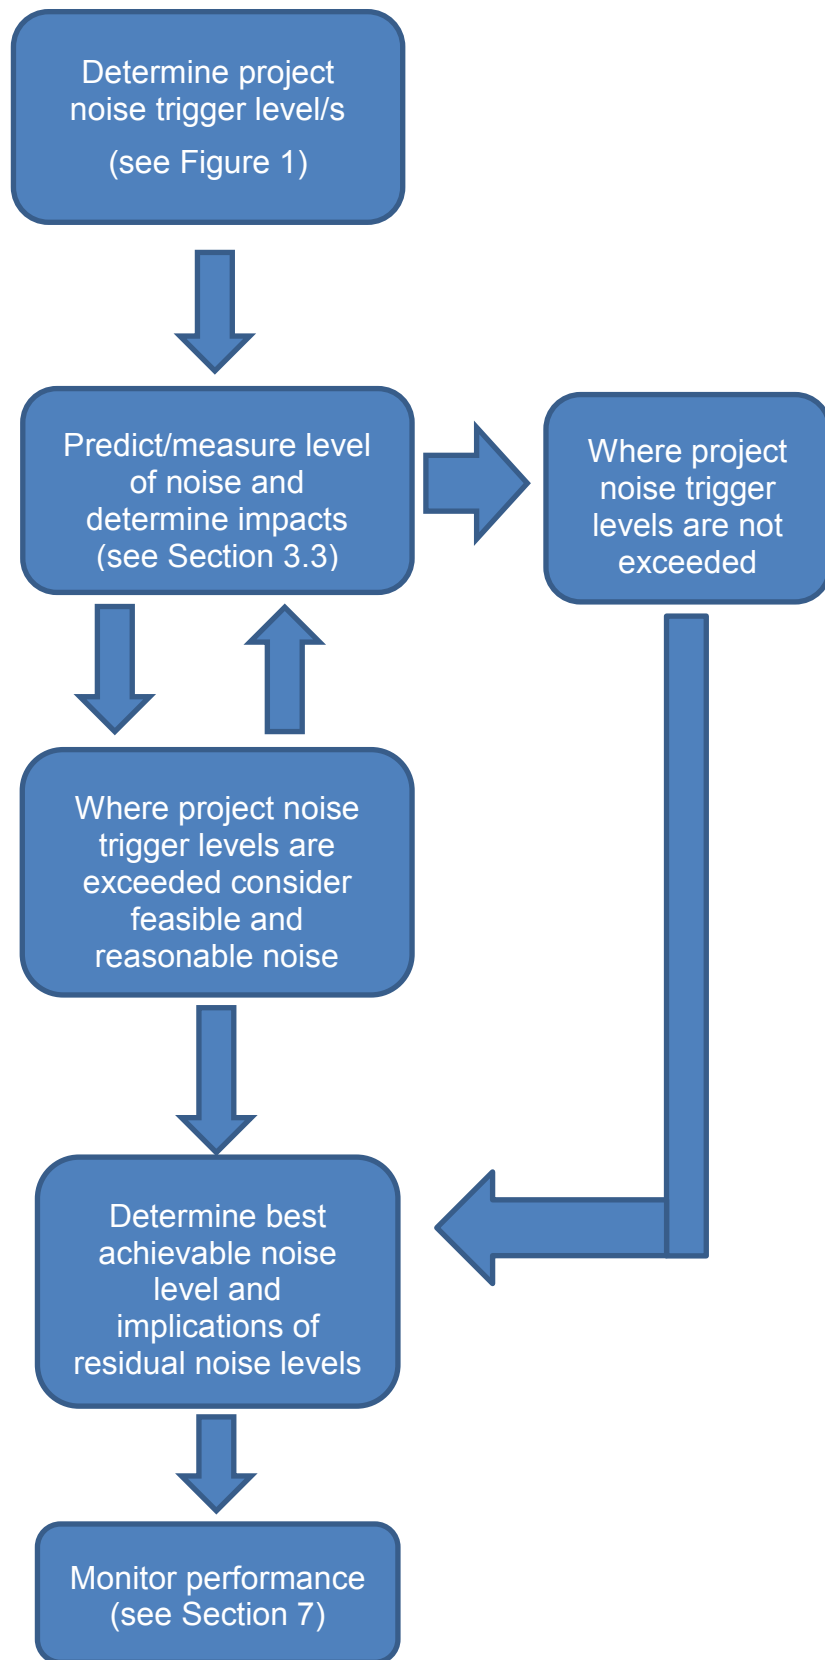 Determine project
noise trigger level/s
(see Figure 1)
Predict/measure level
of noise and
determine impacts
(see Section 3.3)
Where project
noise trigger
levels are not
exceeded
Where project noise
trigger levels are
exceeded consider
feasible and
reasonable noise
Determine best
achievable noise
level and
implications of
residual noise levels
Monitor performance
(see Section 7)